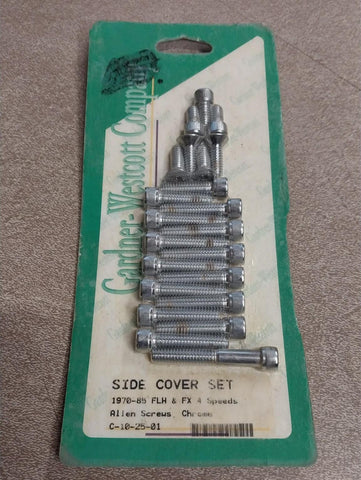 Gardner-Westcott Company
SIDE COVER SET
1970-85 FLH & FX 4 Speeds
Allen Screws, Chrome
C-10-25-01